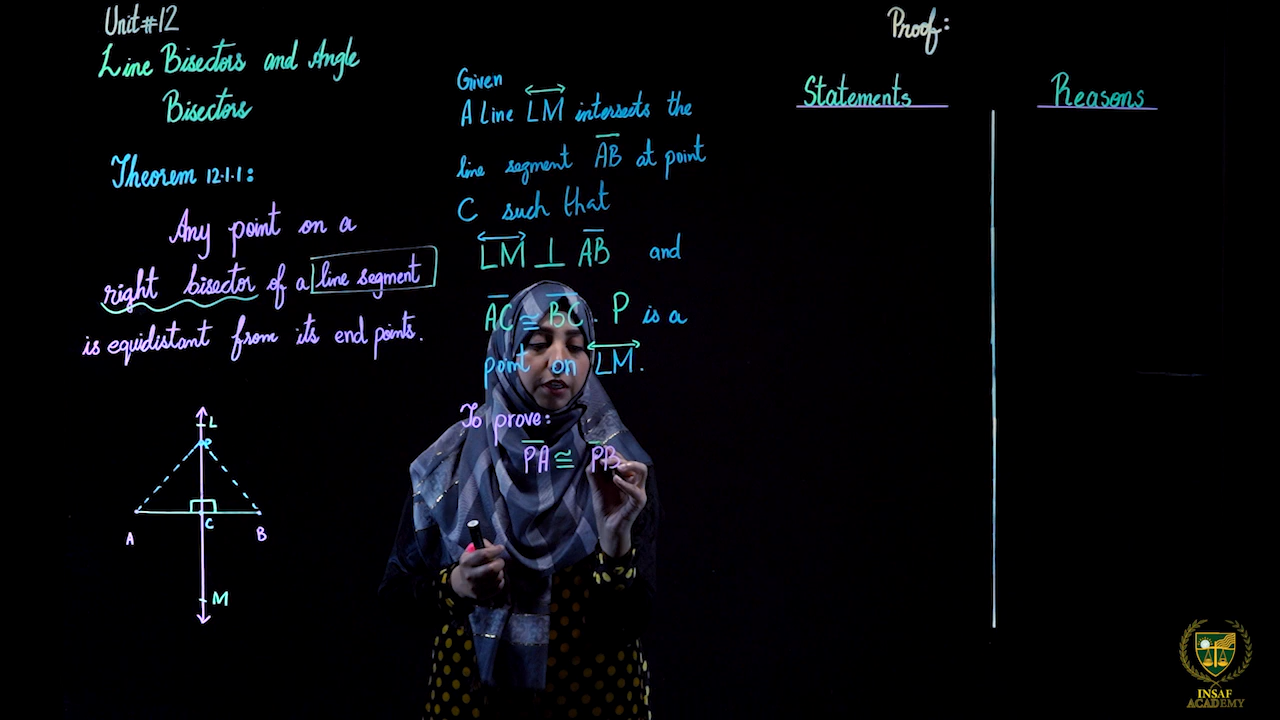 Unit#12
Line Bisectors and Angle
Bisectors
Theorem 12.1.1:
Any point on a
right bisector of a line segment
is equidistant from its end points.
L
P
A
C
B
M
Given
A line LM intersects the
line segment AB at point
C such that
LM ⊥ AB and
AC ≅ BC. P is a
point on LM.
To prove:
PA ≅ PB
Proof:
Statements
Reasons
INSAF
ACADEMY